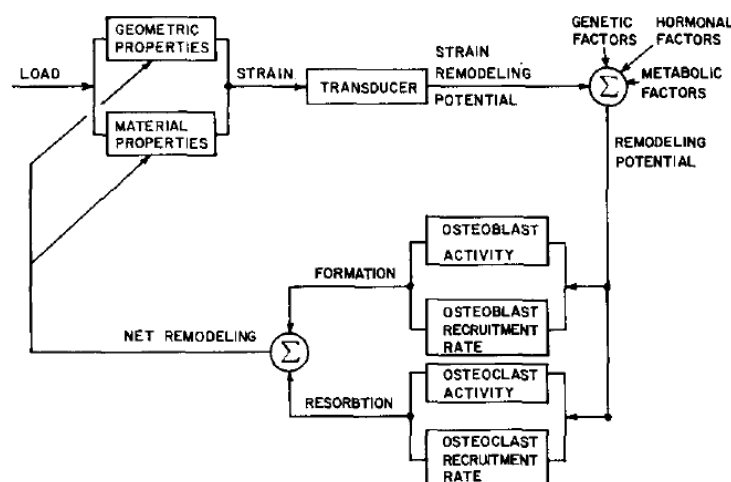 GEOMETRIC
PROPERTIES
LOAD
MATERIAL
PROPERTIES
STRAIN
TRANSDUCER
STRAIN
REMODELING
POTENTIAL
GENETIC
FACTORS
HORMONAL
FACTORS
METABOLIC
FACTORS
Σ
REMODELING
POTENTIAL
OSTEOBLAST
ACTIVITY
FORMATION
OSTEOBLAST
RECRUITMENT
RATE
NET REMODELING
Σ
RESORBTION
OSTEOCLAST
ACTIVITY
OSTEOCLAST
RECRUITMENT
RATE